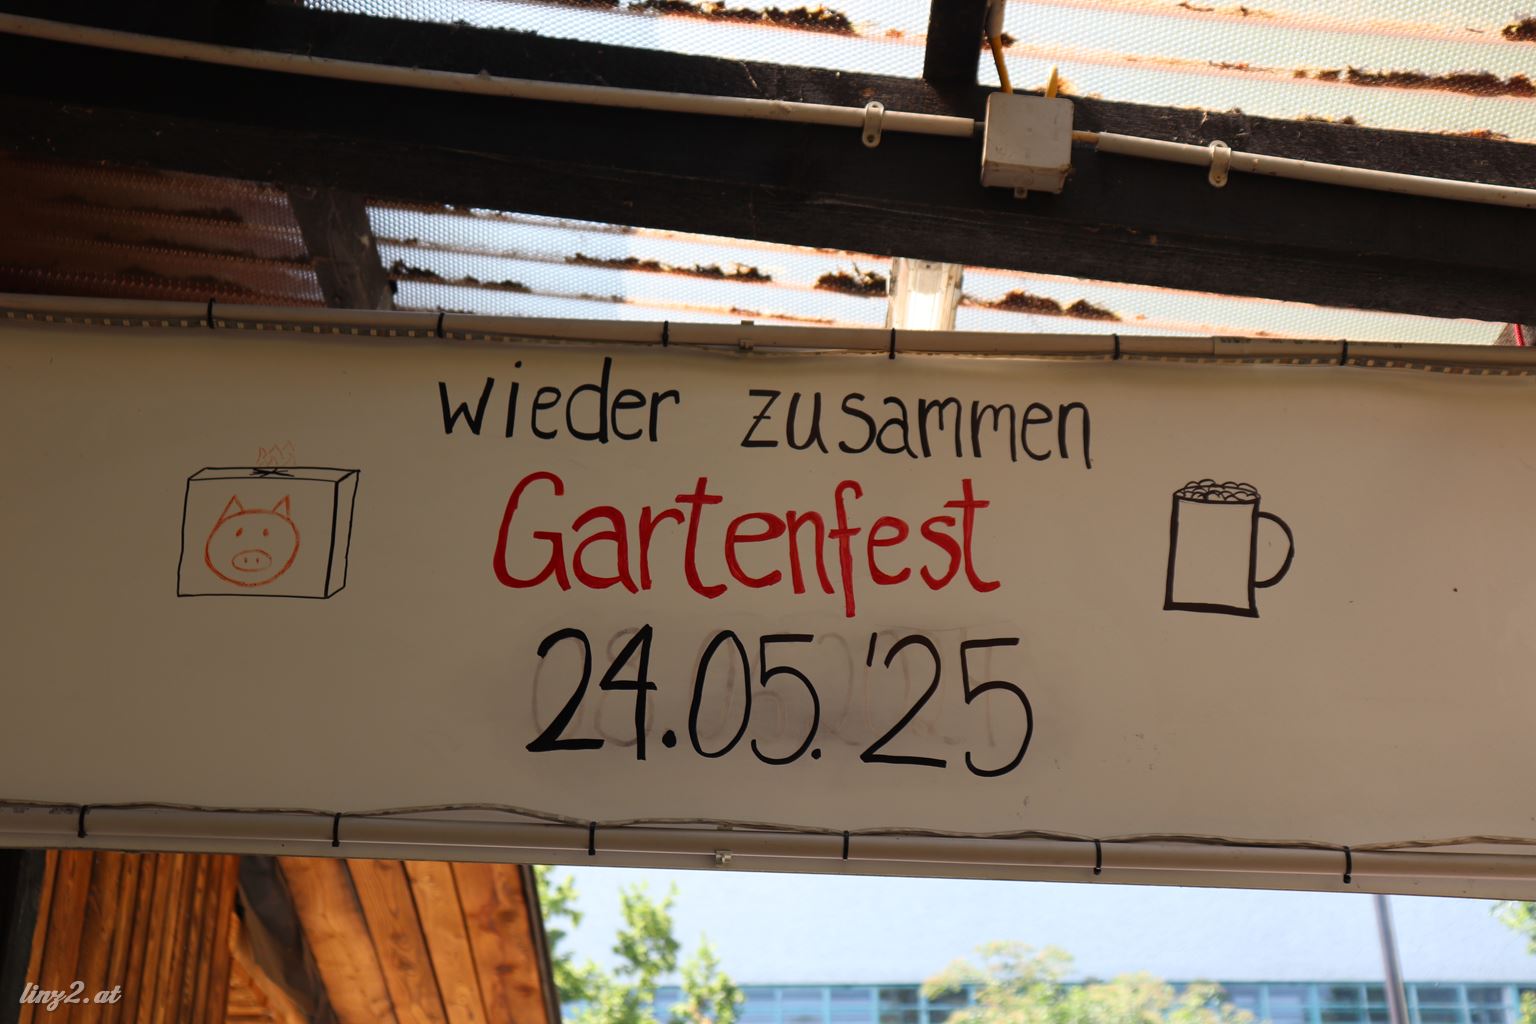 wieder zusammen
Gartenfest
24.05.'25
linz2.at